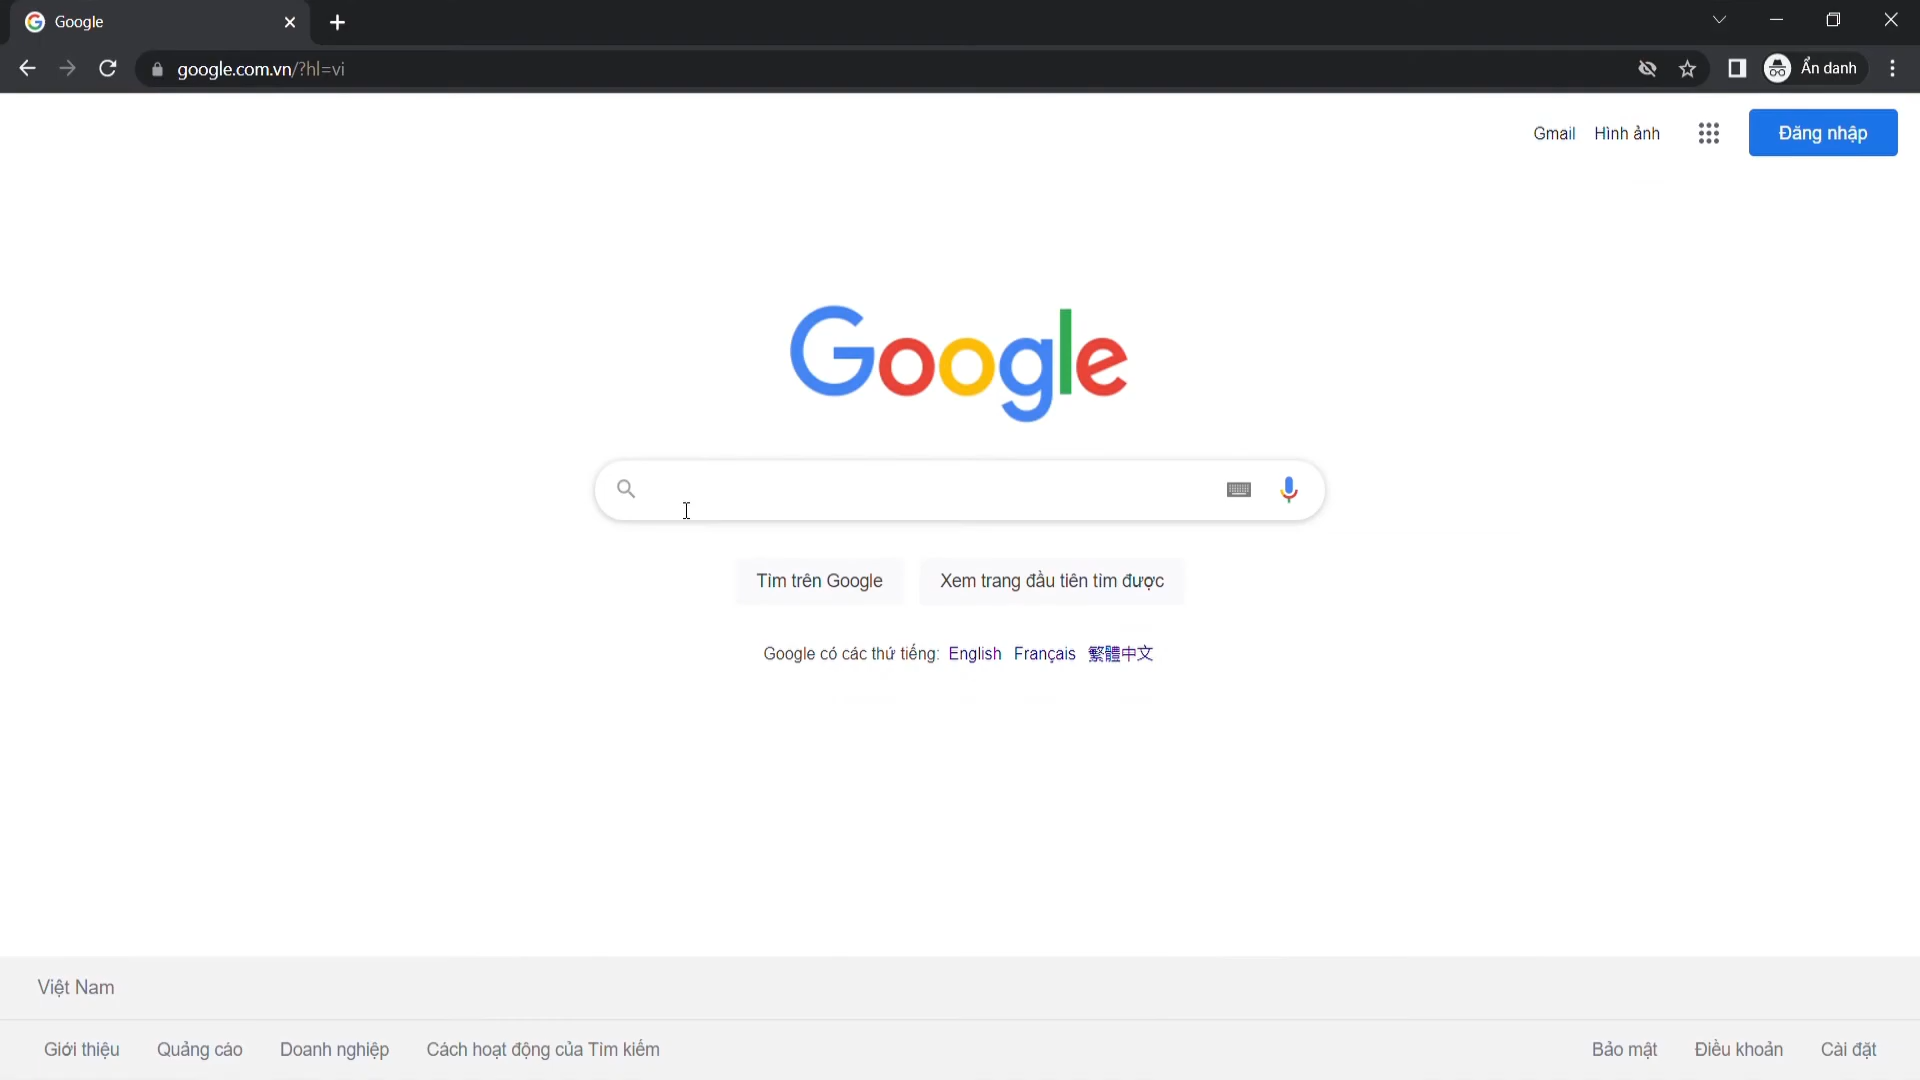 Google
google.com.vn/?hl=vi
Ẩn danh
Gmail Hình ảnh Đăng nhập
Google
Tìm trên Google Xem trang đầu tiên tìm được
Google có các thứ tiếng: English Français 繁體中文
Việt Nam
Giới thiệu Quảng cáo Doanh nghiệp Cách hoạt động của Tìm kiếm Bảo mật Điều khoản Cài đặt